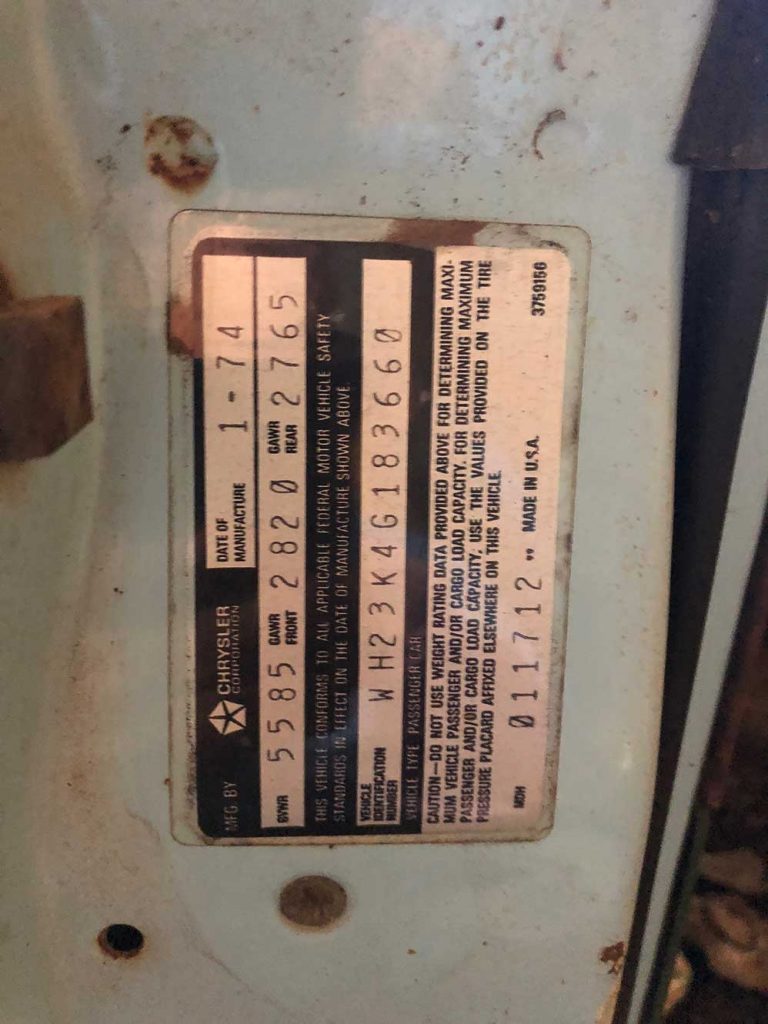 MFG BY CHRYSLER CORPORATION DATE OF MANUFACTURE 1-74
GVWR 5585 GAWR FRONT 2820 GAWR REAR 2765
THIS VEHICLE CONFORMS TO ALL APPLICABLE FEDERAL MOTOR VEHICLE SAFETY
STANDARDS IN EFFECT ON THE DATE OF MANUFACTURE SHOWN ABOVE.
VEHICLE IDENTIFICATION NUMBER WH23K4G183660
VEHICLE TYPE PASSENGER CAR
CAUTION—DO NOT USE WEIGHT RATING DATA PROVIDED ABOVE FOR DETERMINING MAXI-
MUM VEHICLE PASSENGER AND/OR CARGO LOAD CAPACITY. FOR DETERMINING MAXIMUM
PASSENGER AND/OR CARGO LOAD CAPACITY, USE THE VALUES PROVIDED ON THE TIRE
PRESSURE PLACARD AFFIXED ELSEWHERE ON THIS VEHICLE.
MDH 011712 " MADE IN U.S.A. 3759156